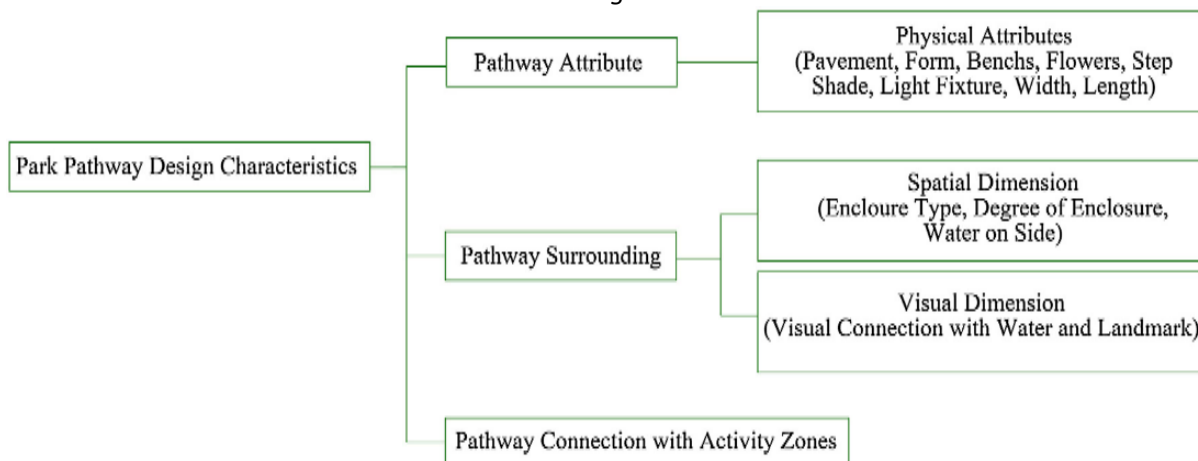 Pathway Attribute
Physical Attributes
(Pavement, Form, Benchs, Flowers, Step
Shade, Light Fixture, Width, Length)
Park Pathway Design Characteristics
Pathway Surrounding
Spatial Dimension
(Encloure Type, Degree of Enclosure,
Water on Side)
Visual Dimension
(Visual Connection with Water and Landmark)
Pathway Connection with Activity Zones